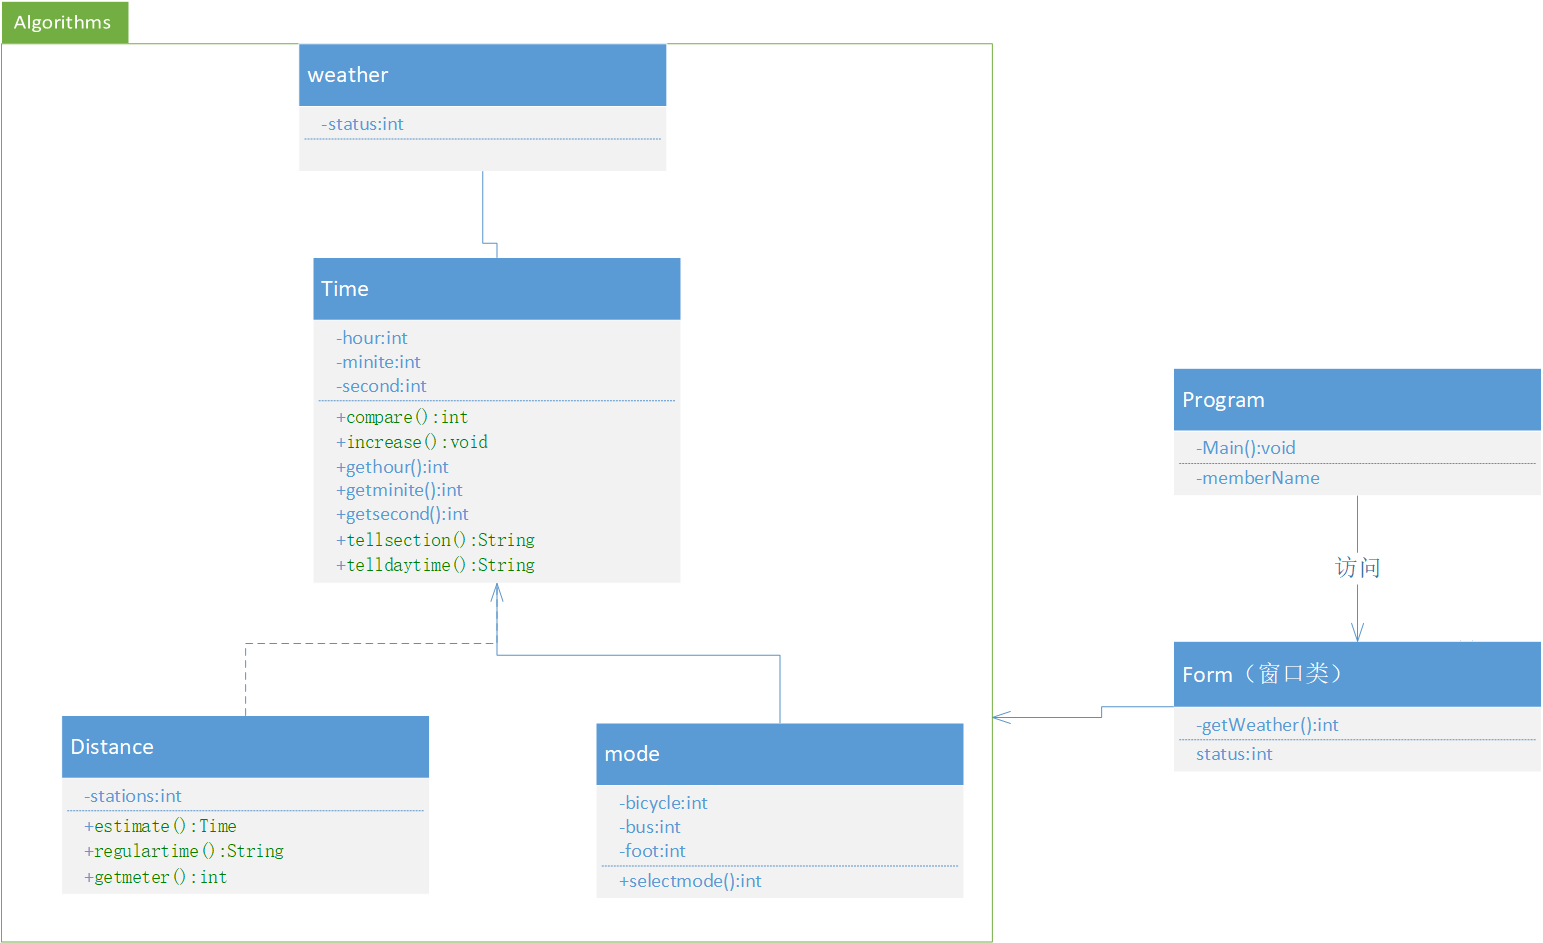 Algorithms
weather
-status:int
Time
-hour:int
-minite:int
-second:int
+compare():int
+increase():void
+gethour():int
+getminite():int
+getsecond():int
+tellsection():String
+telldaytime():String
Distance
-stations:int
+estimate():Time
+regulartime():String
+getmeter():int
mode
-bicycle:int
-bus:int
-foot:int
+selectmode():int
Program
-Main():void
-memberName
访问
Form（窗口类）
-getWeather():int
status:int